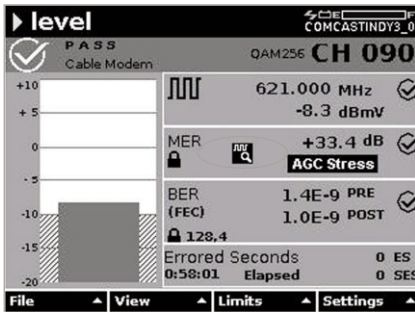 level
E F
COMCASTINDY3_0
PASS
Cable Modem
QAM256 CH 090
+10
+ 5
0
- 5
-10
-15
-20
621.000 MHz
-8.3 dBmV
MER +33.4 dB
AGC Stress
BER 1.4E-9 PRE
(FEC) 1.0E-9 POST
128,4
Errored Seconds 0 ES
0:58:01 Elapsed 0 SES
File View Limits Settings